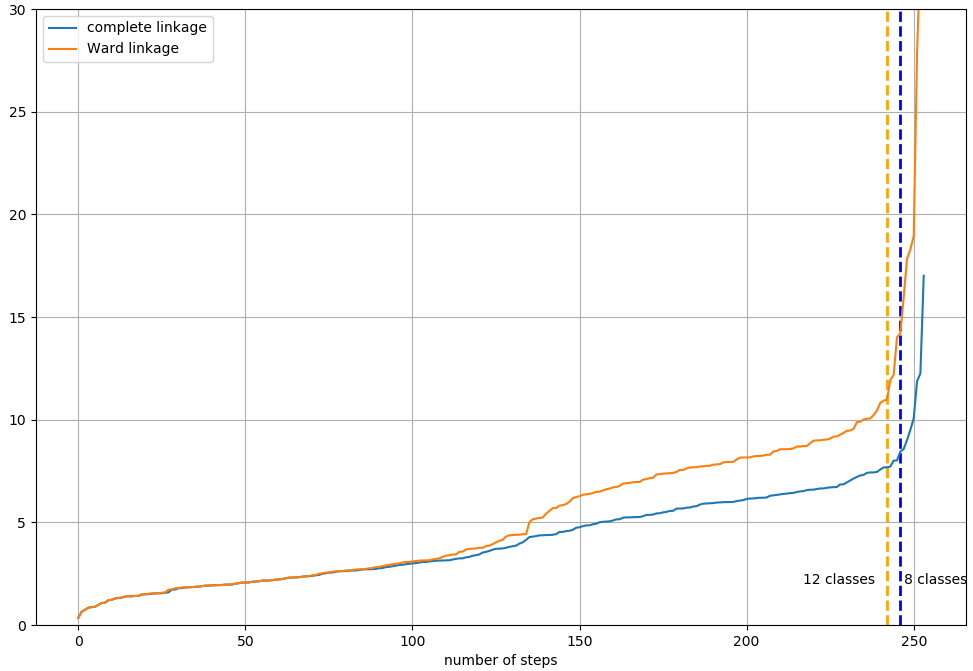 complete linkage
Ward linkage
30
25
20
15
10
5
0
12 classes
8 classes
0 50 100 150 200 250
number of steps